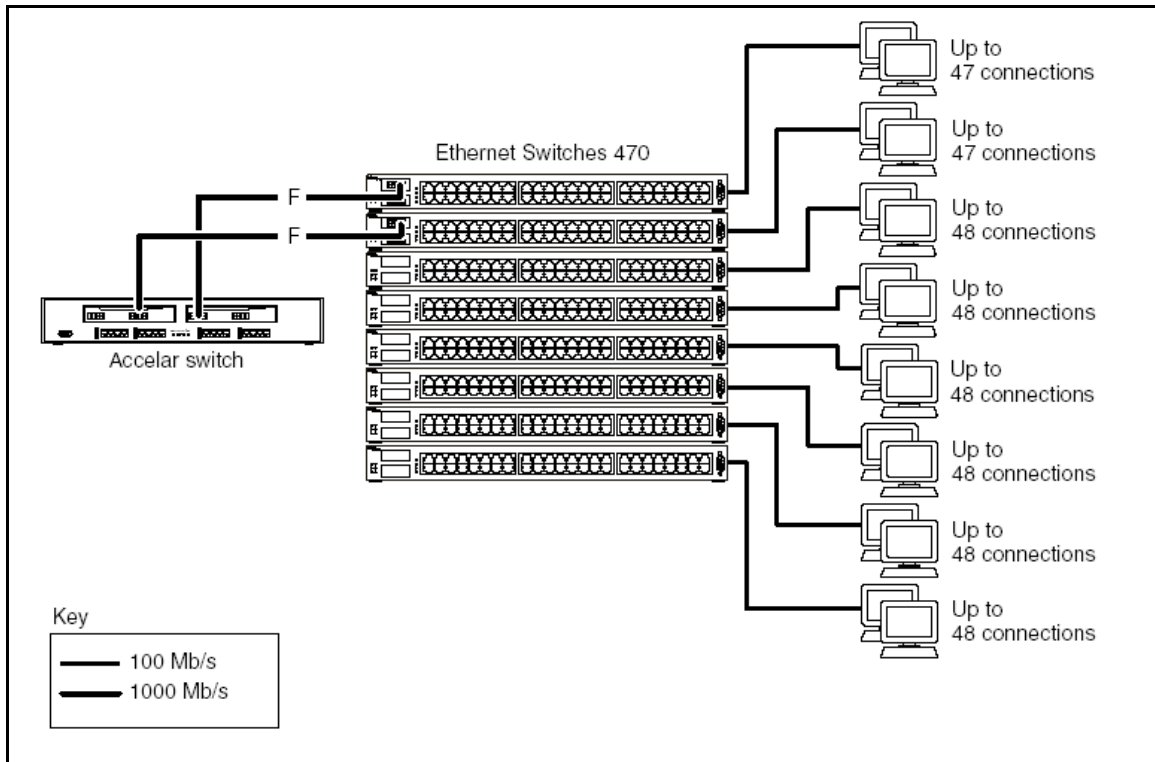 Ethernet Switches 470
F
F
Accelar switch
Up to
47 connections
Up to
47 connections
Up to
48 connections
Up to
48 connections
Up to
48 connections
Up to
48 connections
Up to
48 connections
Up to
48 connections
Key
100 Mb/s
1000 Mb/s